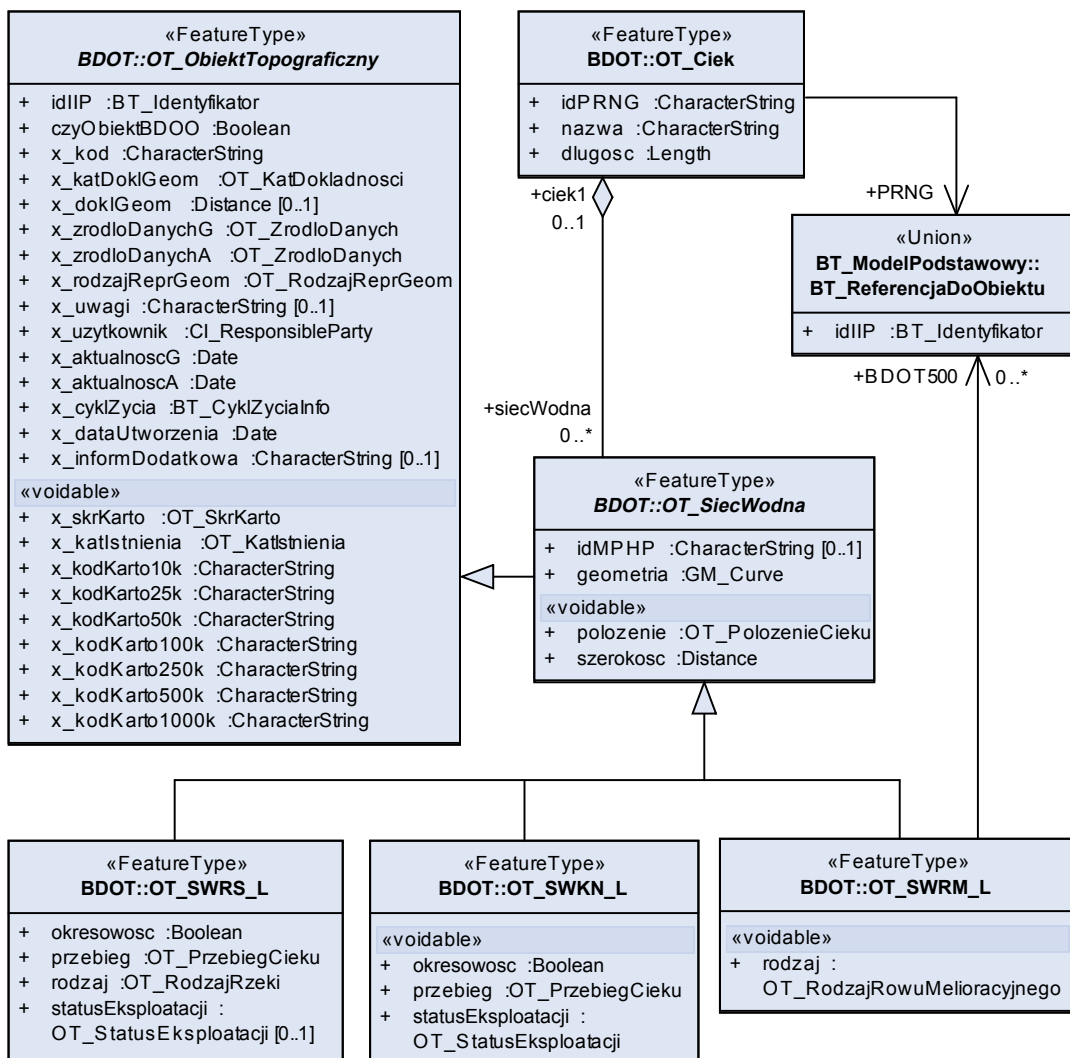 «FeatureType»
BDOT::OT_ObiektTopograficzny
+ idIIP :BT_Identyfikator
+ czyObiektBDOO :Boolean
+ x_kod :CharacterString
+ x_katDoklGeom :OT_KatDokladnosci
+ x_doklGeom :Distance [0..1]
+ x_zrodloDanychG :OT_ZrodloDanych
+ x_zrodloDanychA :OT_ZrodloDanych
+ x_rodzajReprGeom :OT_RodzajReprGeom
+ x_uwagi :CharacterString [0..1]
+ x_uzytkownik :CI_ResponsibleParty
+ x_aktualnoscG :Date
+ x_aktualnoscA :Date
+ x_cyklZycia :BT_CyklZyciaInfo
+ x_dataUtworzenia :Date
+ x_informDodatkowa :CharacterString [0..1]
«voidable»
+ x_skrKarto :OT_SkrKarto
+ x_katIstnienia :OT_KatIstnienia
+ x_kodKarto10k :CharacterString
+ x_kodKarto25k :CharacterString
+ x_kodKarto50k :CharacterString
+ x_kodKarto100k :CharacterString
+ x_kodKarto250k :CharacterString
+ x_kodKarto500k :CharacterString
+ x_kodKarto1000k :CharacterString
«FeatureType»
BDOT::OT_Ciek
+ idPRNG :CharacterString
+ nazwa :CharacterString
+ dlugosc :Length
+ciek1
0..1
+PRNG
«Union»
BT_ModelPodstawowy::
BT_ReferencjaDoObiektu
+ idIIP :BT_Identyfikator
+BDOT500 0..*
+siecWodna
0..*
«FeatureType»
BDOT::OT_SiecWodna
+ idMPHP :CharacterString [0..1]
+ geometria :GM_Curve
«voidable»
+ polozenie :OT_PolozenieCieku
+ szerokosc :Distance
«FeatureType»
BDOT::OT_SWRS_L
+ okresowosc :Boolean
+ przebieg :OT_PrzebiegCieku
+ rodzaj :OT_RodzajRzeki
+ statusEksploatacji :
OT_StatusEksploatacji [0..1]
«FeatureType»
BDOT::OT_SWKN_L
«voidable»
+ okresowosc :Boolean
+ przebieg :OT_PrzebiegCieku
+ statusEksploatacji :
OT_StatusEksploatacji
«FeatureType»
BDOT::OT_SWRM_L
«voidable»
+ rodzaj :
OT_RodzajRowuMelioracyjnego